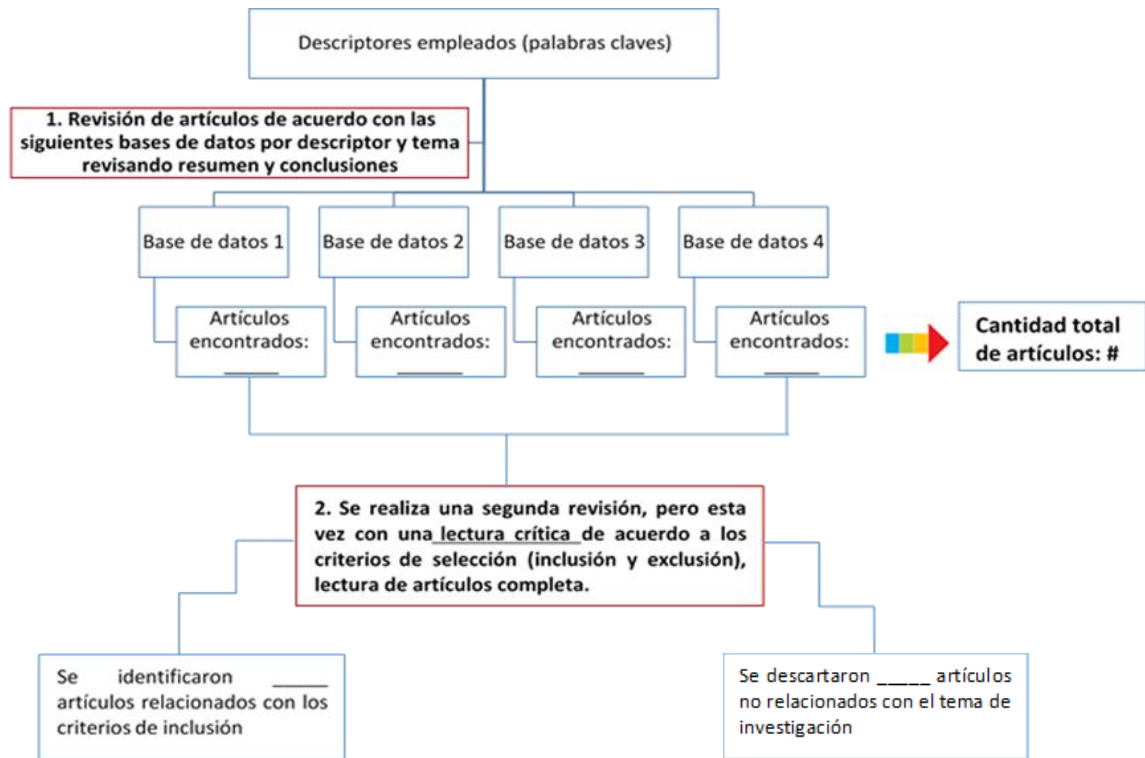 Descriptores empleados (palabras claves)
1. Revisión de artículos de acuerdo con las
siguientes bases de datos por descriptor y tema
revisando resumen y conclusiones
Base de datos 1
Base de datos 2
Base de datos 3
Base de datos 4
Artículos
encontrados:
_____
Artículos
encontrados:
______
Artículos
encontrados:
______
Artículos
encontrados:
_____
Cantidad total
de artículos: #
2. Se realiza una segunda revisión, pero esta
vez con una lectura crítica de acuerdo a los
criterios de selección (inclusión y exclusión),
lectura de artículos completa.
Se identificaron _____
artículos relacionados con los
criterios de inclusión
Se descartaron _____ artículos
no relacionados con el tema de
investigación